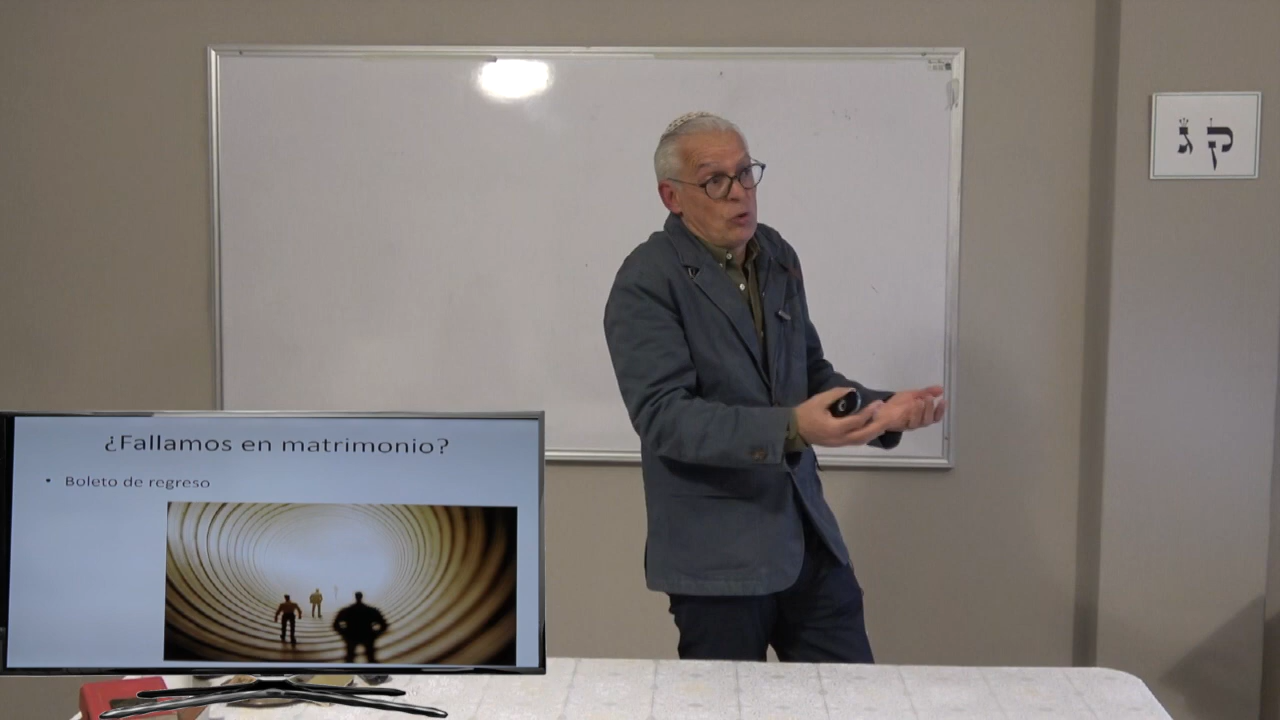 ¿Fallamos en matrimonio?
• Boleto de regreso
ק ג